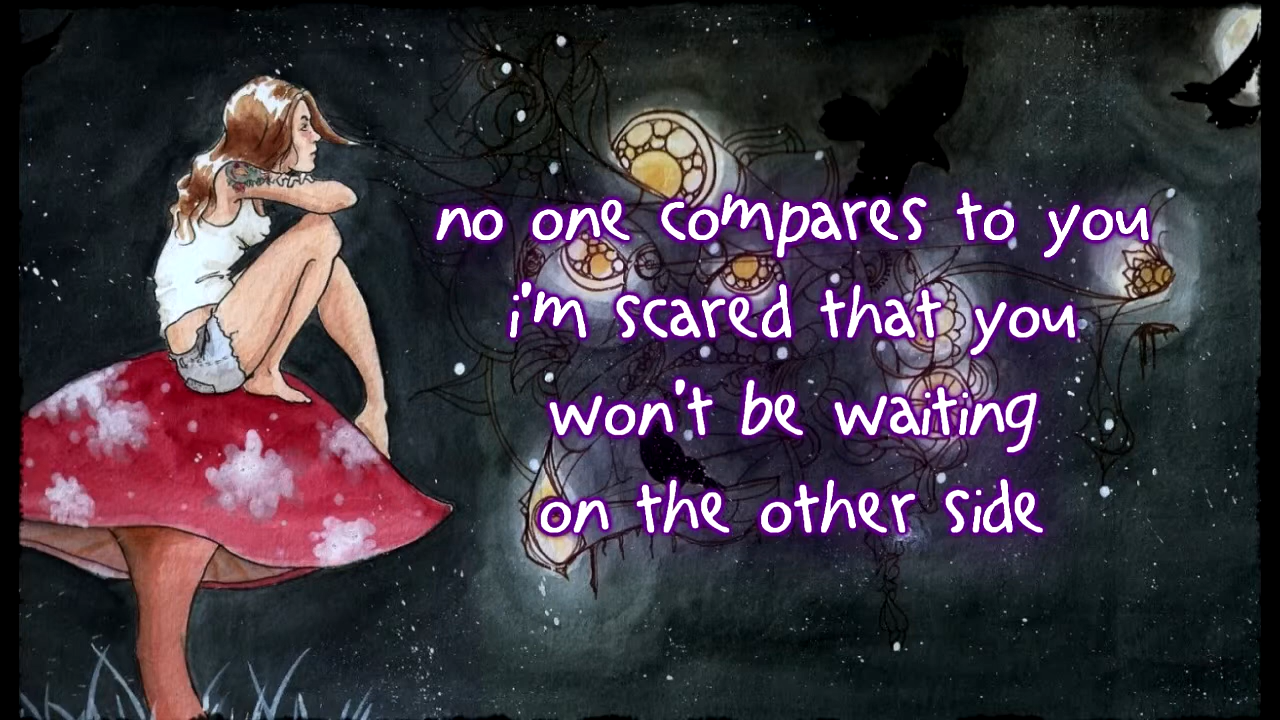 no one compares to you
i'm scared that you
won't be waiting
on the other side